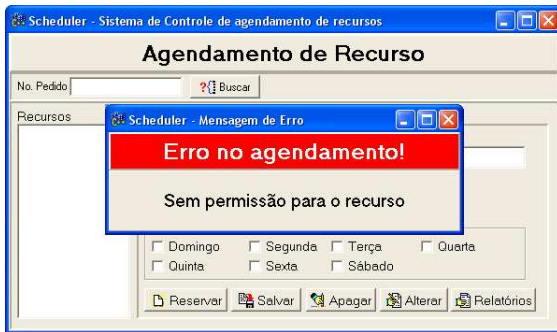 Scheduler - Sistema de Controle de agendamento de recursos
Agendamento de Recurso
No. Pedido
Buscar
Recursos
Scheduler - Mensagem de Erro
Erro no agendamento!
Sem permissão para o recurso
Domingo Segunda Terça Quarta
Quinta Sexta Sábado
Reservar Salvar Apagar Alterar Relatórios